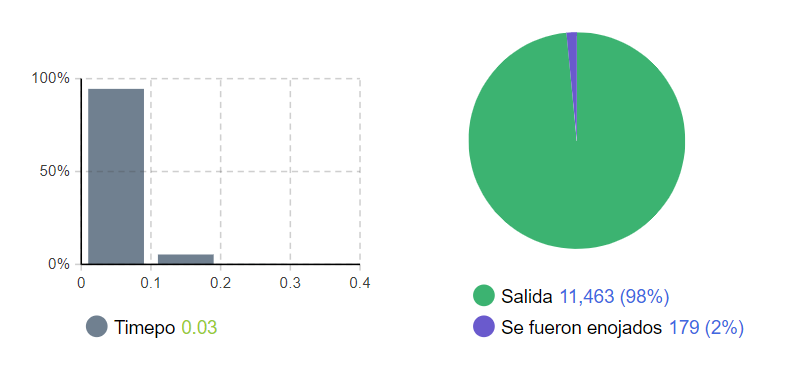 100%
50%
0%
0 0.1 0.2 0.3 0.4
Timepo 0.03
Salida 11,463 (98%)
Se fueron enojados 179 (2%)